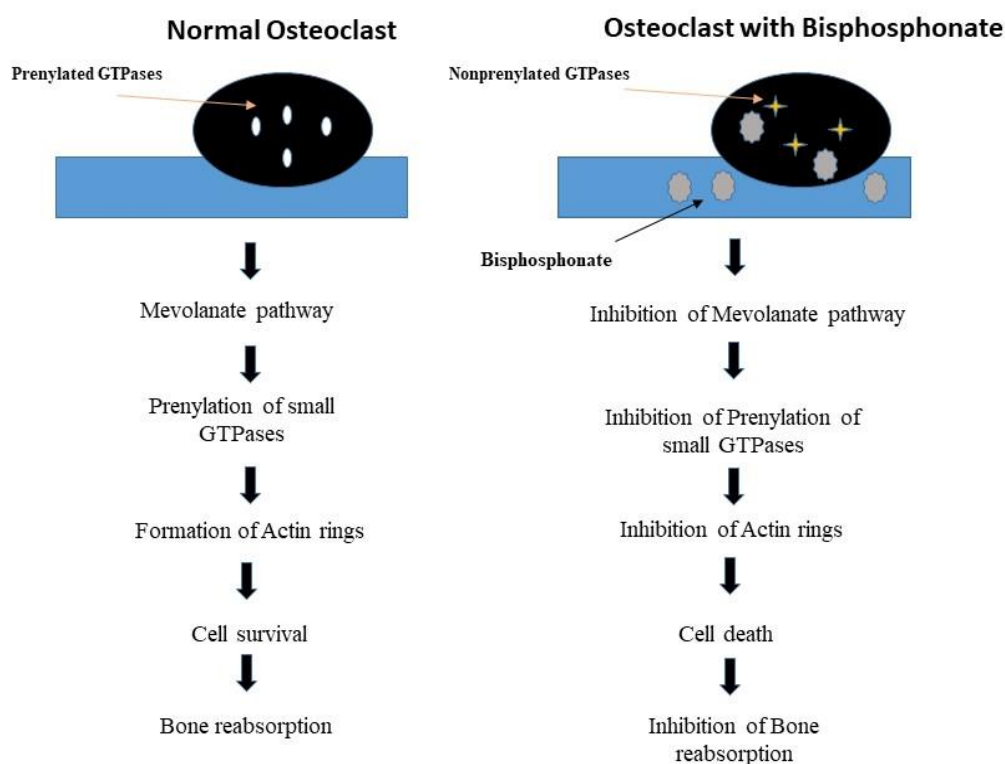 Normal Osteoclast
Prenylated GTPases
Mevolanate pathway
Prenylation of small
GTPases
Formation of Actin rings
Cell survival
Bone reabsorption
Osteoclast with Bisphosphonate
Nonprenylated GTPases
Bisphosphonate
Inhibition of Mevolanate pathway
Inhibition of Prenylation of
small GTPases
Inhibition of Actin rings
Cell death
Inhibition of Bone
reabsorption